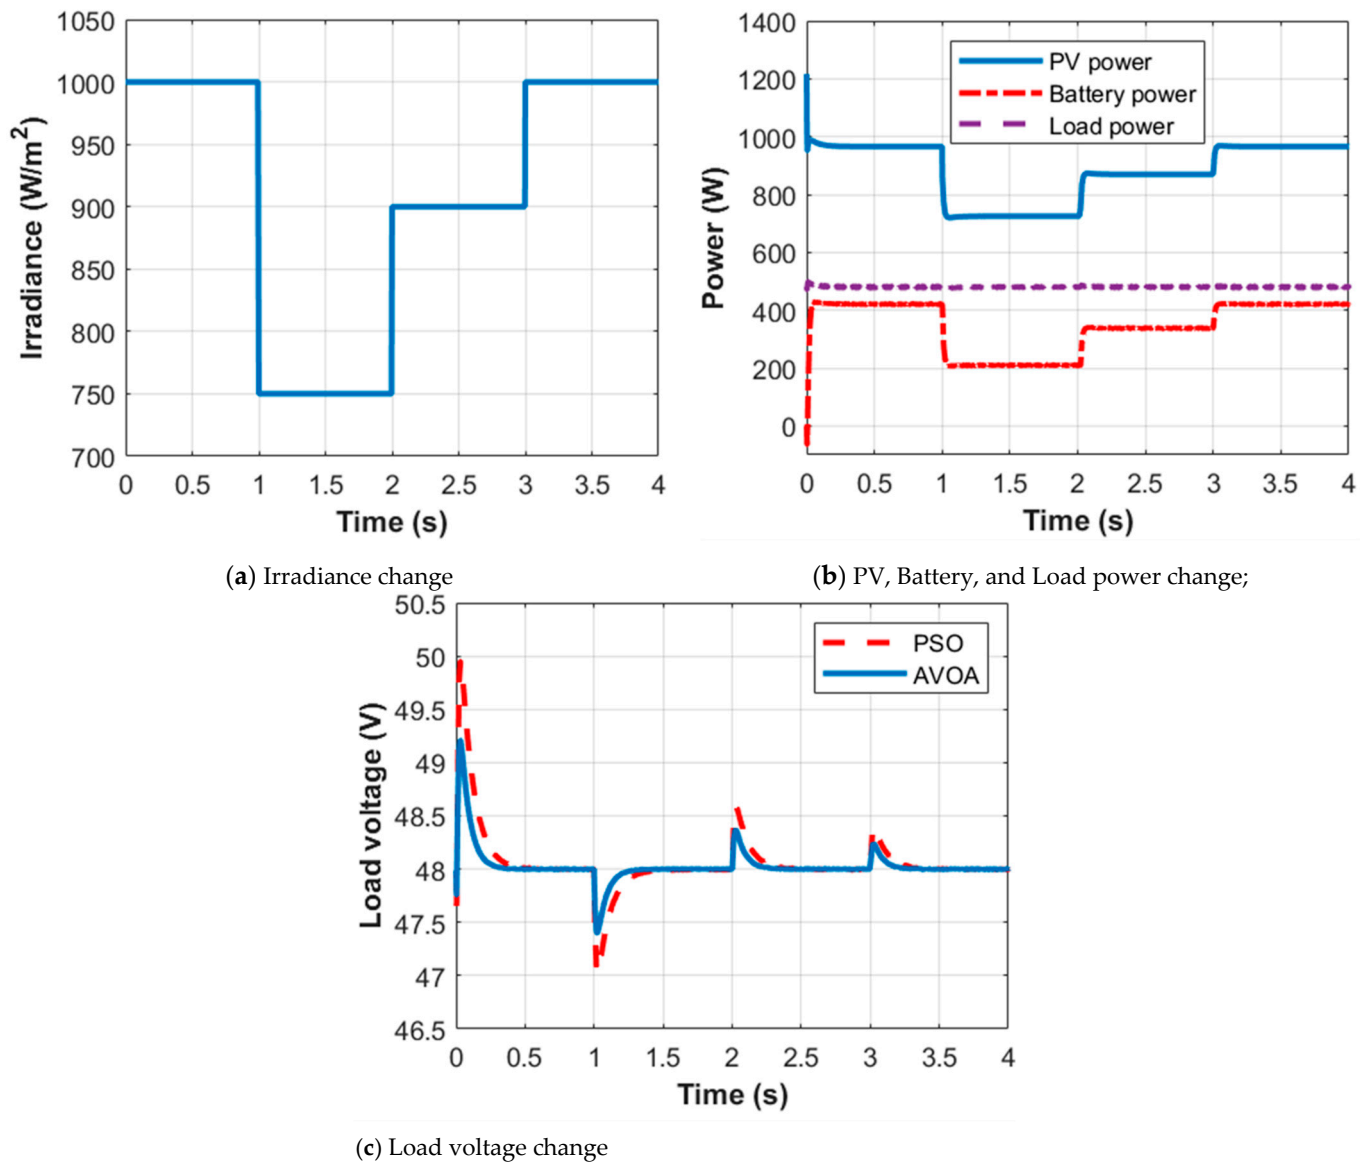 1050
1000
950
900
850
800
750
700
Irradiance (W/m²)
0 0.5 1 1.5 2 2.5 3 3.5 4
Time (s)
(a) Irradiance change
1400
1200
1000
800
600
400
200
0
Power (W)
PV power
Battery power
Load power
0 0.5 1 1.5 2 2.5 3 3.5 4
Time (s)
(b) PV, Battery, and Load power change;
50.5
50
49.5
49
48.5
48
47.5
47
46.5
Load voltage (V)
PSO
AVOA
0 0.5 1 1.5 2 2.5 3 3.5 4
Time (s)
(c) Load voltage change